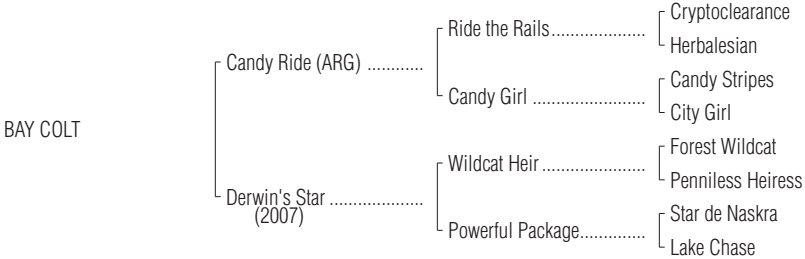 Cryptoclearance
Ride the Rails.....................
Herbalesian
Candy Ride (ARG) ............
Candy Stripes
Candy Girl .........................
City Girl
BAY COLT
Forest Wildcat
Wildcat Heir .......................
Penniless Heiress
Derwin's Star ....................
(2007)
Star de Naskra
Powerful Package..............
Lake Chase